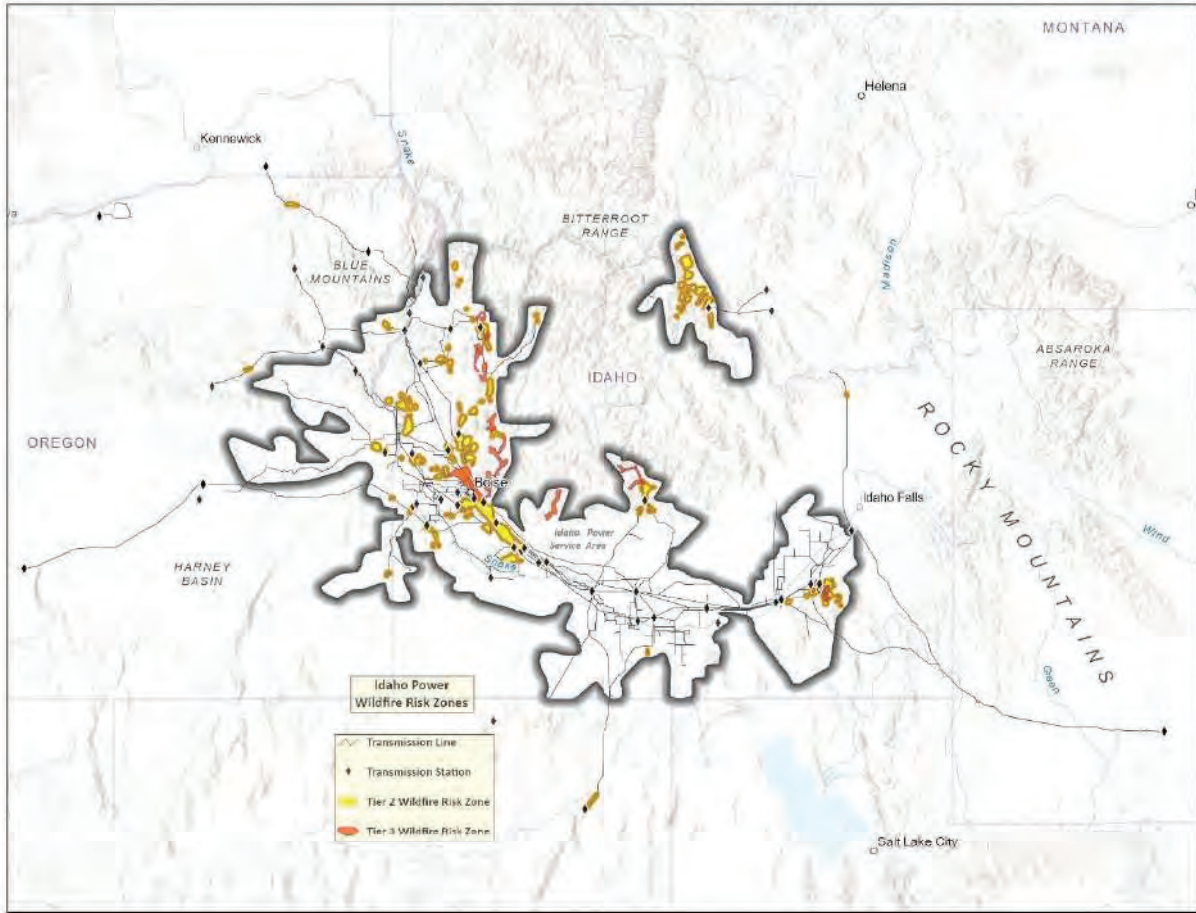 MONTANA
Helena
Kennewick
Snake
BITTERROOT
RANGE
Madison
BLUE
MOUNTAINS
ABSAROKA
RANGE
IDAHO
OREGON
ROCKY MOUNTAINS
Boise
Idaho Falls
Idaho Power
Service Area
Wind
Snake
HARNEY
BASIN
Green
Idaho Power
Wildfire Risk Zones
Transmission Line
Transmission Station
Tier 2 Wildfire Risk Zone
Tier 3 Wildfire Risk Zone
Salt Lake City